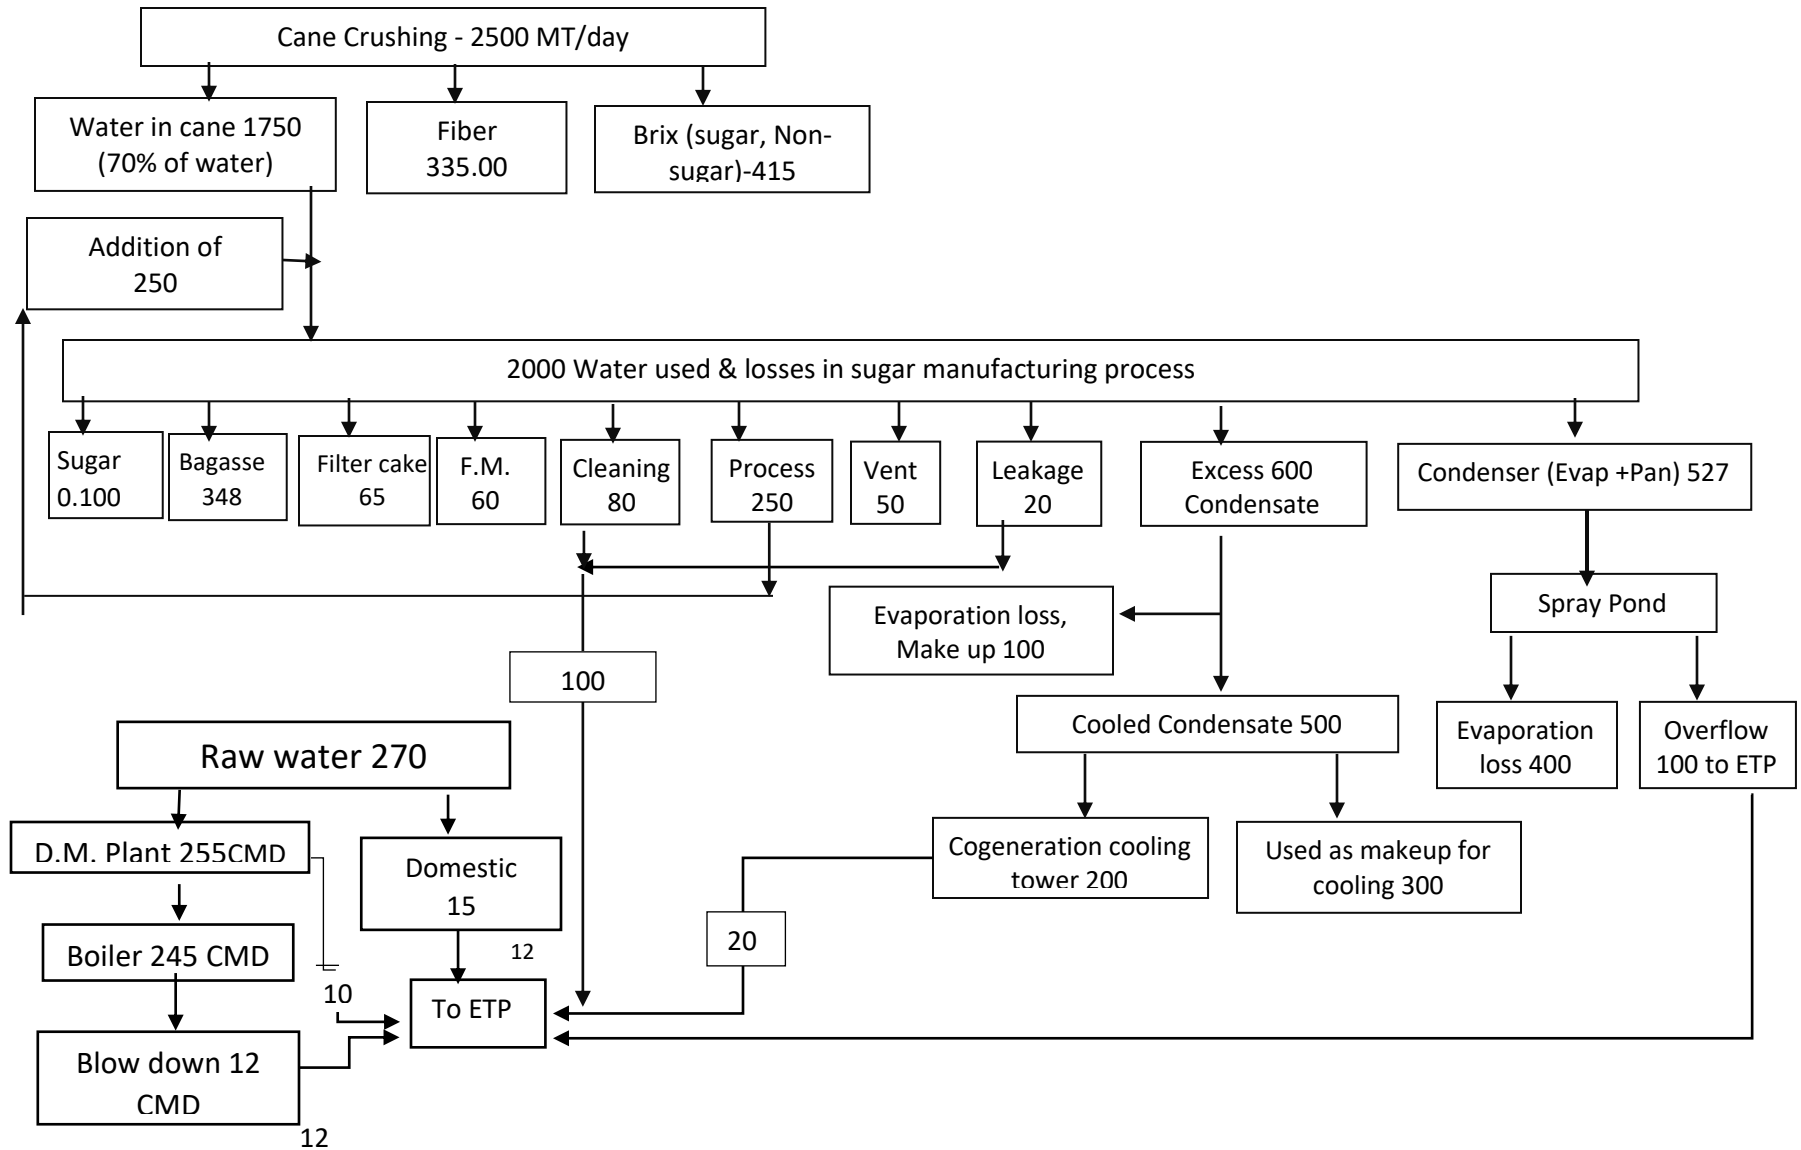 Cane Crushing - 2500 MT/day
Water in cane 1750
(70% of water)
Fiber
335.00
Brix (sugar, Non-
sugar)-415
Addition of
250
2000 Water used & losses in sugar manufacturing process
Sugar
0.100
Bagasse
348
Filter cake
65
F.M.
60
Cleaning
80
Process
250
Vent
50
Leakage
20
Excess 600
Condensate
Condenser (Evap +Pan) 527
Spray Pond
Evaporation loss,
Make up 100
100
Cooled Condensate 500
Evaporation
loss 400
Overflow
100 to ETP
Raw water 270
D.M. Plant 255CMD
Domestic
15
Cogeneration cooling
tower 200
Used as makeup for
cooling 300
Boiler 245 CMD
12
20
10
To ETP
Blow down 12
CMD
12